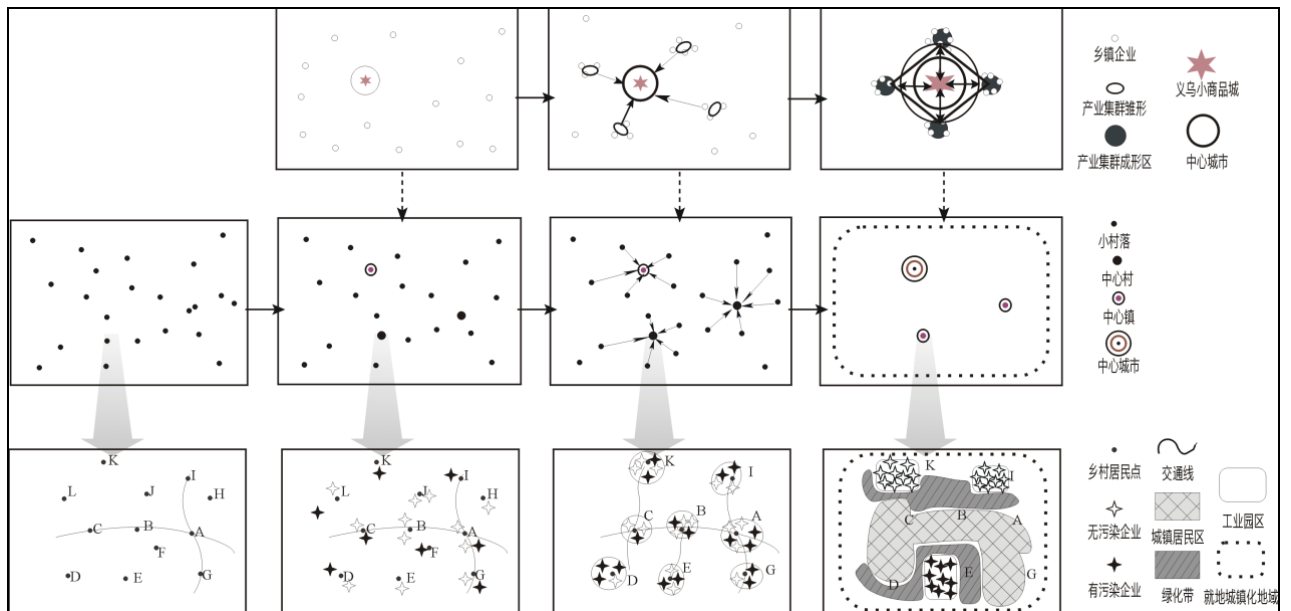 乡镇企业
义乌小商品城
产业集群雏形
产业集群成形区
中心城市
小村落
中心村
中心镇
中心城市
K
I
L
J
H
C
B
A
F
D
E
G
K
I
L
J
H
C
B
A
F
D
E
G
K
I
C
B
A
D
E
G
K
I
C
B
A
D
E
G
乡村居民点
交通线
无污染企业
城镇居民区
工业园区
有污染企业
绿化带
就地城镇化地域